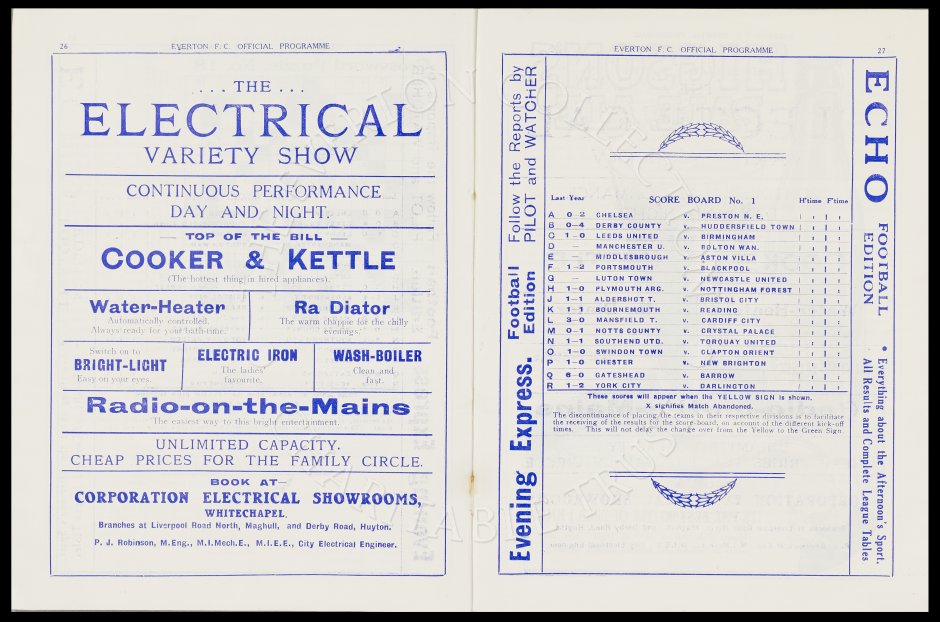 26
EVERTON F. C. OFFICIAL PROGRAMME
... THE ...
ELECTRICAL
VARIETY SHOW
CONTINUOUS PERFORMANCE
DAY AND NIGHT.
— TOP OF THE BILL —
COOKER & KETTLE
(The hottest thing in hired appliances).
Water-Heater
Automatically controlled.
Always ready for your bath-time.
Ra Diator
The warm chappie for the chilly
evenings.
Switch on to
BRIGHT-LIGHT
Easy on your eyes.
ELECTRIC IRON
The ladies'
favourite.
WASH-BOILER
Clean and
fast.
Radio-on-the-Mains
The easiest way to this bright entertainment.
UNLIMITED CAPACITY.
CHEAP PRICES FOR THE FAMILY CIRCLE.
BOOK AT—
CORPORATION ELECTRICAL SHOWROOMS,
WHITECHAPEL.
Branches at Liverpool Road North, Maghull, and Derby Road, Huyton.
P. J. Robinson, M.Eng., M.I.Mech.E., M.I.E.E., City Electrical Engineer.
EVERTON F. C. OFFICIAL PROGRAMME
27
Evening Express. Football Edition
Follow the Reports by PILOT and WATCHER
Last Year SCORE BOARD No. 1 H'time F'time
A 0-2 CHELSEA v. PRESTON N. E,
B 0-4 DERBY COUNTY v. HUDDERSFIELD TOWN
C 1-0 LEEDS UNITED v. BIRMINGHAM
D — MANCHESTER U. v. BOLTON WAN.
E — MIDDLESBROUGH v. ASTON VILLA
F 1-2 PORTSMOUTH v. BLACKPOOL
G — LUTON TOWN v. NEWCASTLE UNITED
H 1-0 PLYMOUTH ARG. v. NOTTINGHAM FOREST
J 1-1 ALDERSHOT T. v. BRISTOL CITY
K 1-1 BOURNEMOUTH v. READING
L 3-0 MANSFIELD T. v. CARDIFF CITY
M 0-1 NOTTS COUNTY v. CRYSTAL PALACE
N 1-1 SOUTHEND UTD. v. TORQUAY UNITED
O 1-0 SWINDON TOWN v. CLAPTON ORIENT
P 1-0 CHESTER v. NEW BRIGHTON
Q 6-0 GATESHEAD v. BARROW
R 1-2 YORK CITY v. DARLINGTON
These scores will appear when the YELLOW SIGN is shown.
X signifies Match Abandoned.
The discontinuance of placing the teams in their respective divisions is to facilitate
the receiving of the results for the score-board, on account of the different kick-off
times. This will not delay the change over from the Yellow to the Green Sign.
ECHO FOOTBALL EDITION
• Everything about the Afternoon's Sport.
All Results and Complete League Tables